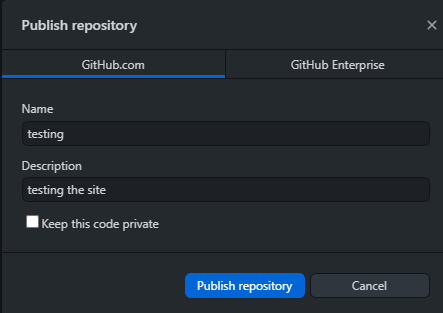 Publish repository
GitHub.com
GitHub Enterprise
Name
testing
Description
testing the site
Keep this code private
Publish repository
Cancel